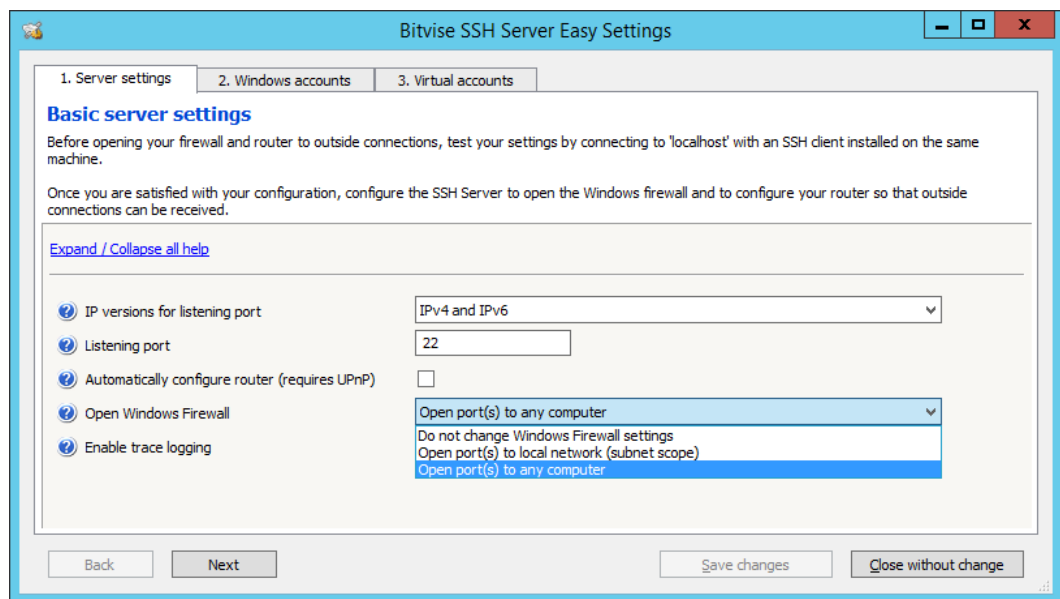 Bitvise SSH Server Easy Settings
1. Server settings
2. Windows accounts
3. Virtual accounts
Basic server settings
Before opening your firewall and router to outside connections, test your settings by connecting to 'localhost' with an SSH client installed on the same
machine.
Once you are satisfied with your configuration, configure the SSH Server to open the Windows firewall and to configure your router so that outside
connections can be received.
Expand / Collapse all help
IP versions for listening port
IPv4 and IPv6
Listening port
22
Automatically configure router (requires UPnP)
Open Windows Firewall
Open port(s) to any computer
Do not change Windows Firewall settings
Enable trace logging
Open port(s) to local network (subnet scope)
Open port(s) to any computer
Back
Next
Save changes
Close without change